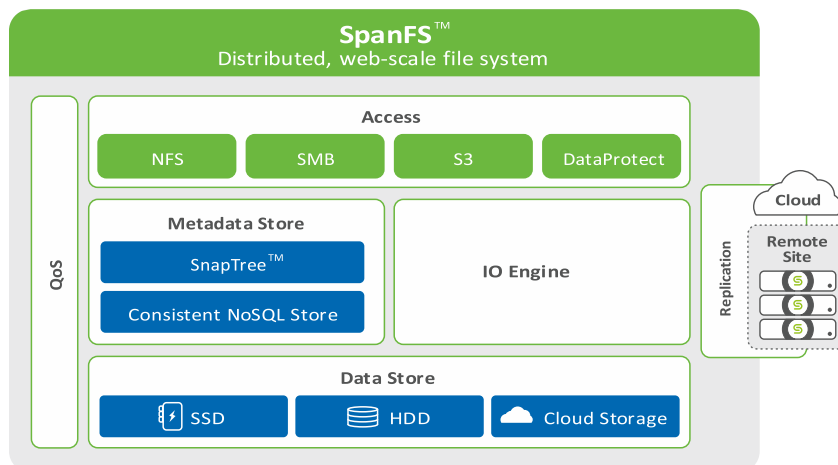 SpanFS™
Distributed, web-scale file system
QoS
Access
NFS
SMB
S3
DataProtect
Metadata Store
SnapTree™
Consistent NoSQL Store
IO Engine
Data Store
SSD
HDD
Cloud Storage
Replication
Cloud
Remote
Site